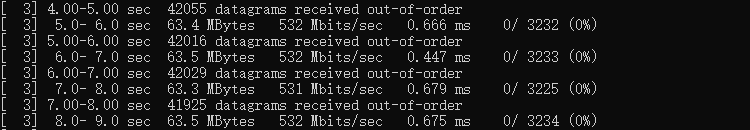 [  3] 4.00-5.00 sec  42055 datagrams received out-of-order
[  3]  5.0- 6.0 sec  63.4 MBytes   532 Mbits/sec   0.666 ms    0/ 3232 (0%)
[  3] 5.00-6.00 sec  42016 datagrams received out-of-order
[  3]  6.0- 7.0 sec  63.5 MBytes   532 Mbits/sec   0.447 ms    0/ 3233 (0%)
[  3] 6.00-7.00 sec  42029 datagrams received out-of-order
[  3]  7.0- 8.0 sec  63.3 MBytes   531 Mbits/sec   0.679 ms    0/ 3225 (0%)
[  3] 7.00-8.00 sec  41925 datagrams received out-of-order
[  3]  8.0- 9.0 sec  63.5 MBytes   532 Mbits/sec   0.675 ms    0/ 3234 (0%)